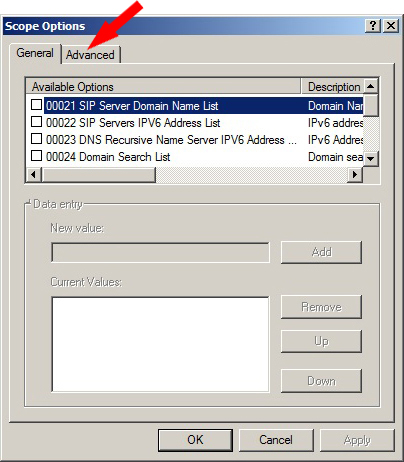 Scope Options
General Advanced
Available Options Description
00021 SIP Server Domain Name List Domain Nar
00022 SIP Servers IPV6 Address List IPv6 addres
00023 DNS Recursive Name Server IPV6 Address ... IPv6 Addres
00024 Domain Search List Domain sea
Data entry
New value:
Add
Current Values:
Remove
Up
Down
OK Cancel Apply